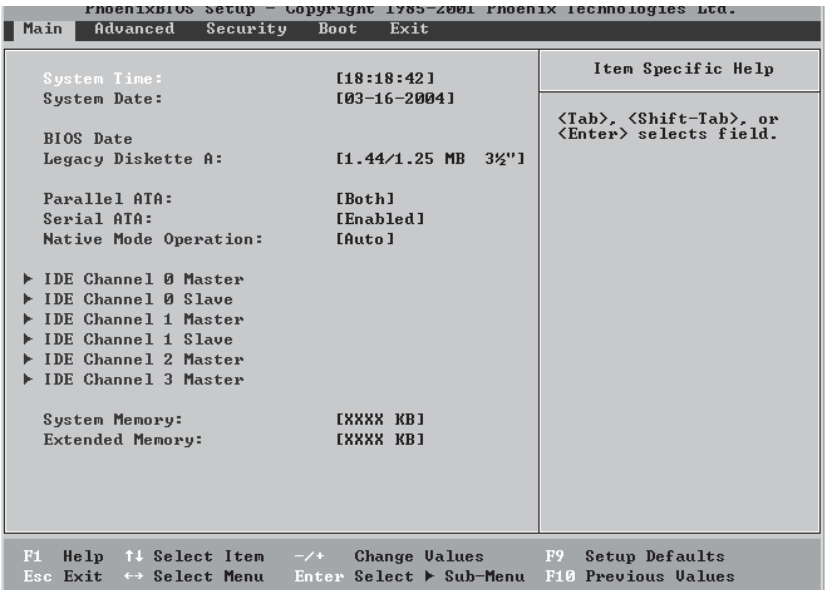 PhoenixBIOS Setup - Copyright 1985-2001 Phoenix Technologies Ltd.
Main Advanced Security Boot Exit
Item Specific Help
System Time: [18:18:42]
System Date: [03-16-2004]
<Tab>, <Shift-Tab>, or
<Enter> selects field.
BIOS Date
Legacy Diskette A: [1.44/1.25 MB 3½"]
Parallel ATA: [Both]
Serial ATA: [Enabled]
Native Mode Operation: [Auto]
▶ IDE Channel 0 Master
▶ IDE Channel 0 Slave
▶ IDE Channel 1 Master
▶ IDE Channel 1 Slave
▶ IDE Channel 2 Master
▶ IDE Channel 3 Master
System Memory: [XXXX KB]
Extended Memory: [XXXX KB]
F1 Help ↑↓ Select Item -/+ Change Values F9 Setup Defaults
Esc Exit ↔ Select Menu Enter Select ▶ Sub-Menu F10 Previous Values